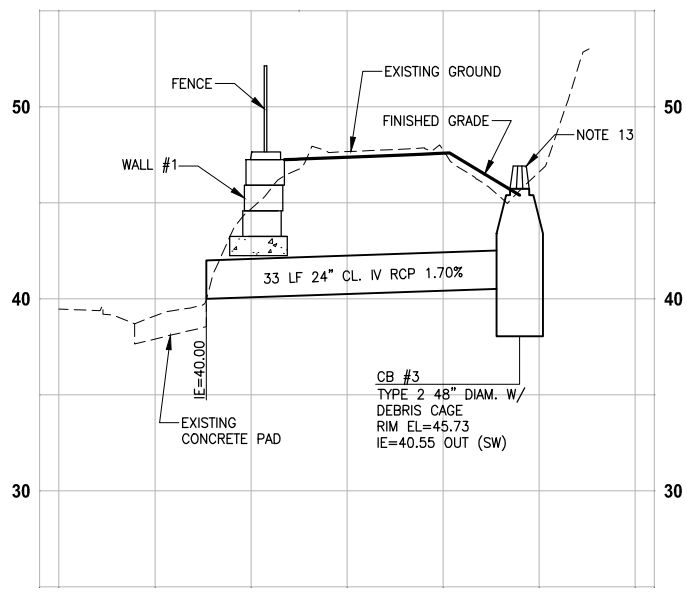 EXISTING GROUND
FENCE
50
50
FINISHED GRADE
NOTE 13
WALL #1
33 LF 24" CL. IV RCP 1.70%
40
40
IE=40.00
CB #3
TYPE 2 48" DIAM. W/
DEBRIS CAGE
RIM EL=45.73
IE=40.55 OUT (SW)
EXISTING
CONCRETE PAD
30
30